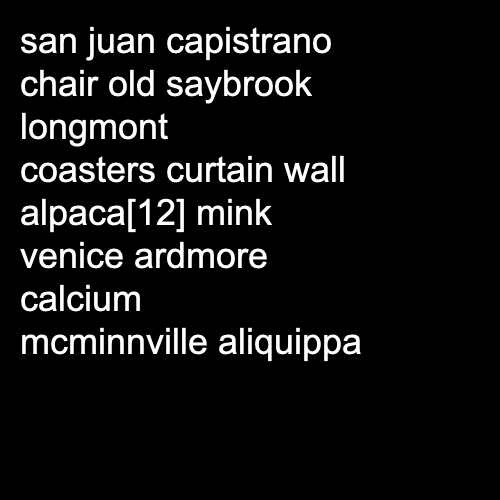 san juan capistrano
chair old saybrook
longmont
coasters curtain wall
alpaca[12] mink
venice ardmore
calcium
mcminnville aliquippa